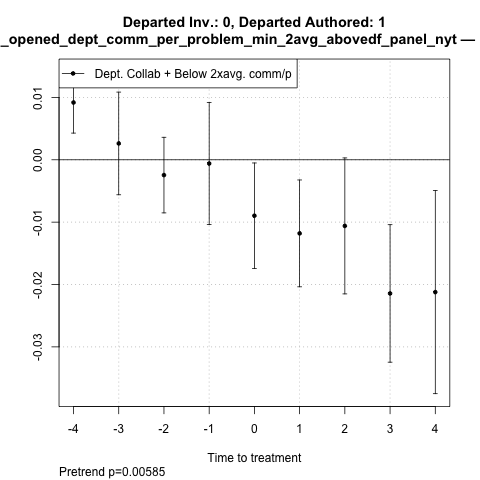 Departed Inv.: 0, Departed Authored: 1
_opened_dept_comm_per_problem_min_2avg_abovedf_panel_nyt —
Dept. Collab + Below 2xavg. comm/p
0.01
0.00
-0.01
-0.02
-0.03
-4 -3 -2 -1 0 1 2 3 4
Time to treatment
Pretrend p=0.00585